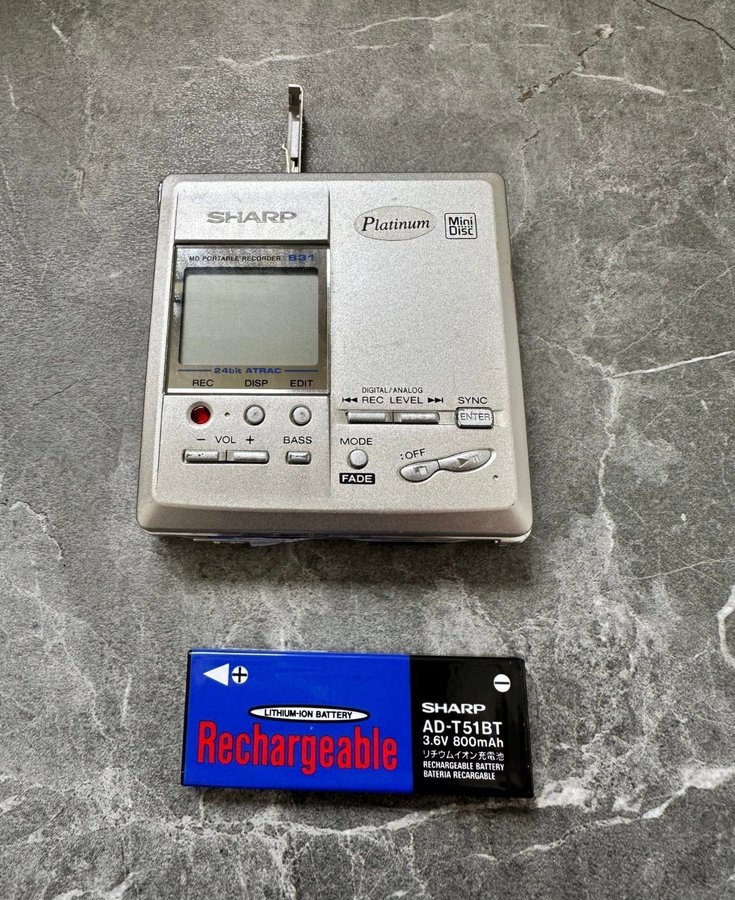 SHARP
Platinum
Mini
Disc
MD PORTABLE RECORDER 831
24bit ATRAC
REC DISP EDIT
DIGITAL/ANALOG
REC LEVEL SYNC
ENTER
− VOL + BASS
MODE
:OFF
FADE
LITHIUM-ION BATTERY
Rechargeable
SHARP
AD-T51BT
3.6V 800mAh
リチウムイオン充電池
RECHARGEABLE BATTERY
BATERIA RECARGABLE